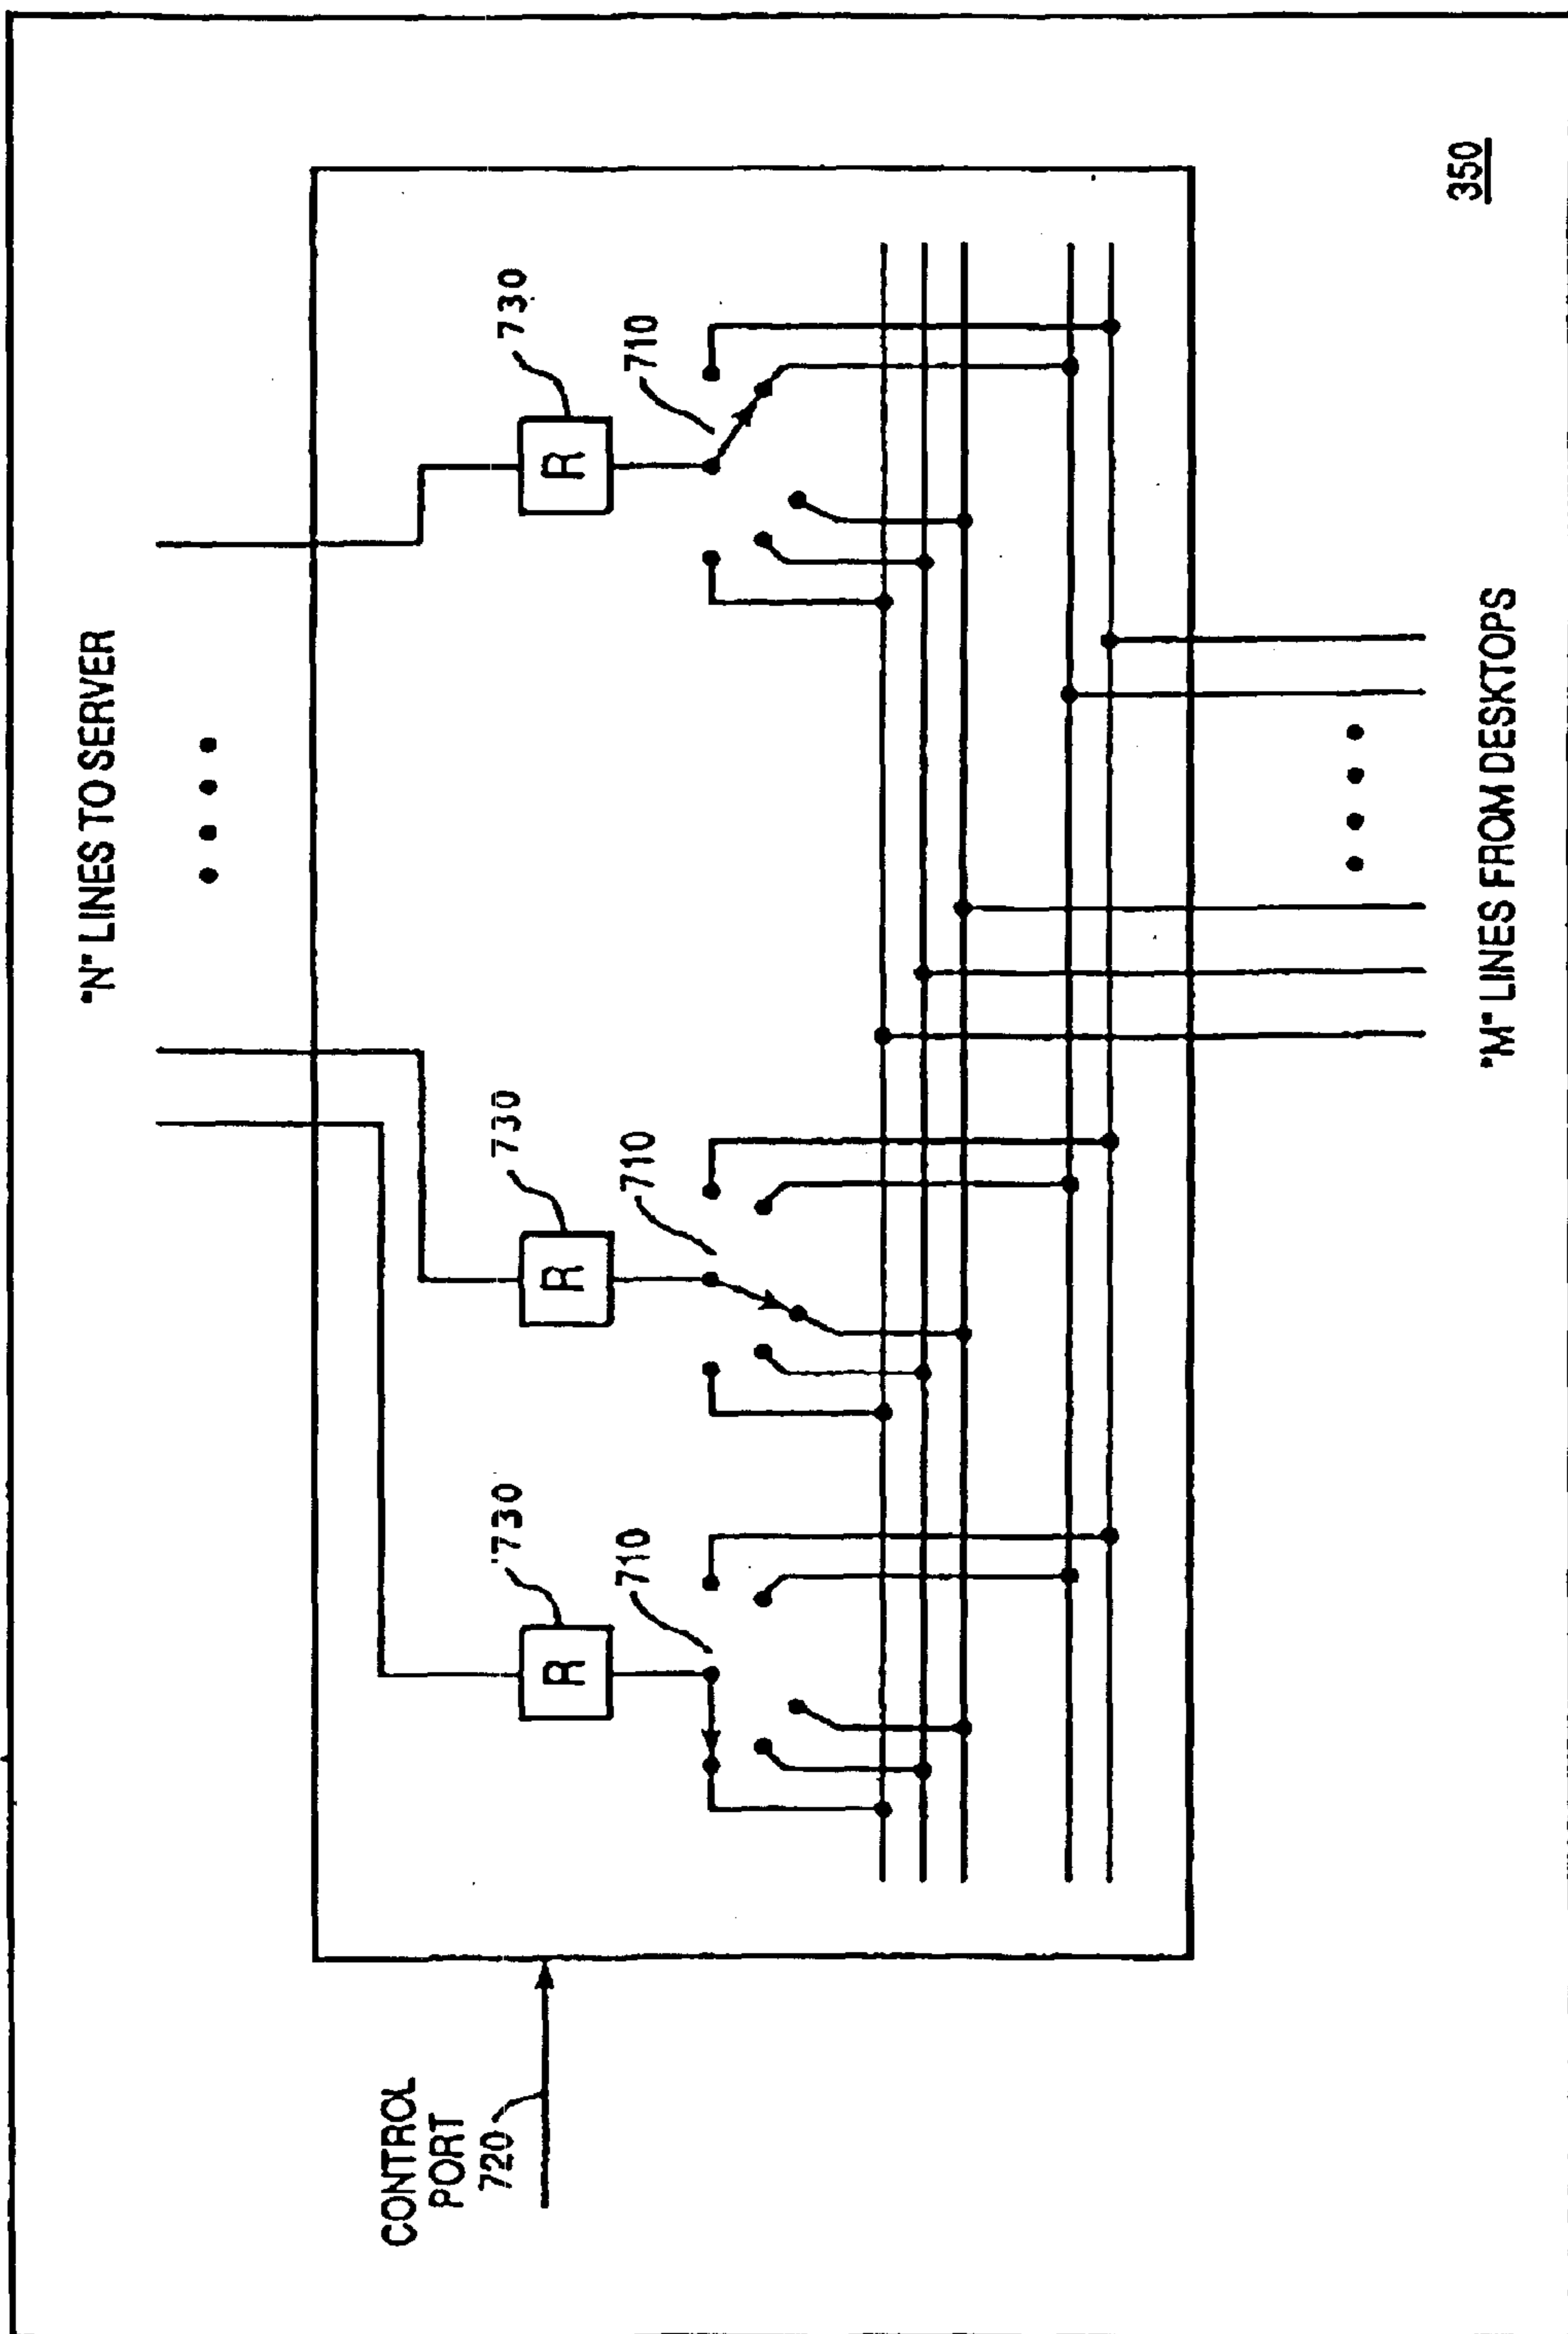 "N" LINES TO SERVER
CONTROL
PORT
720
730
R
710
730
R
710
730
R
710
"M" LINES FROM DESKTOPS
350